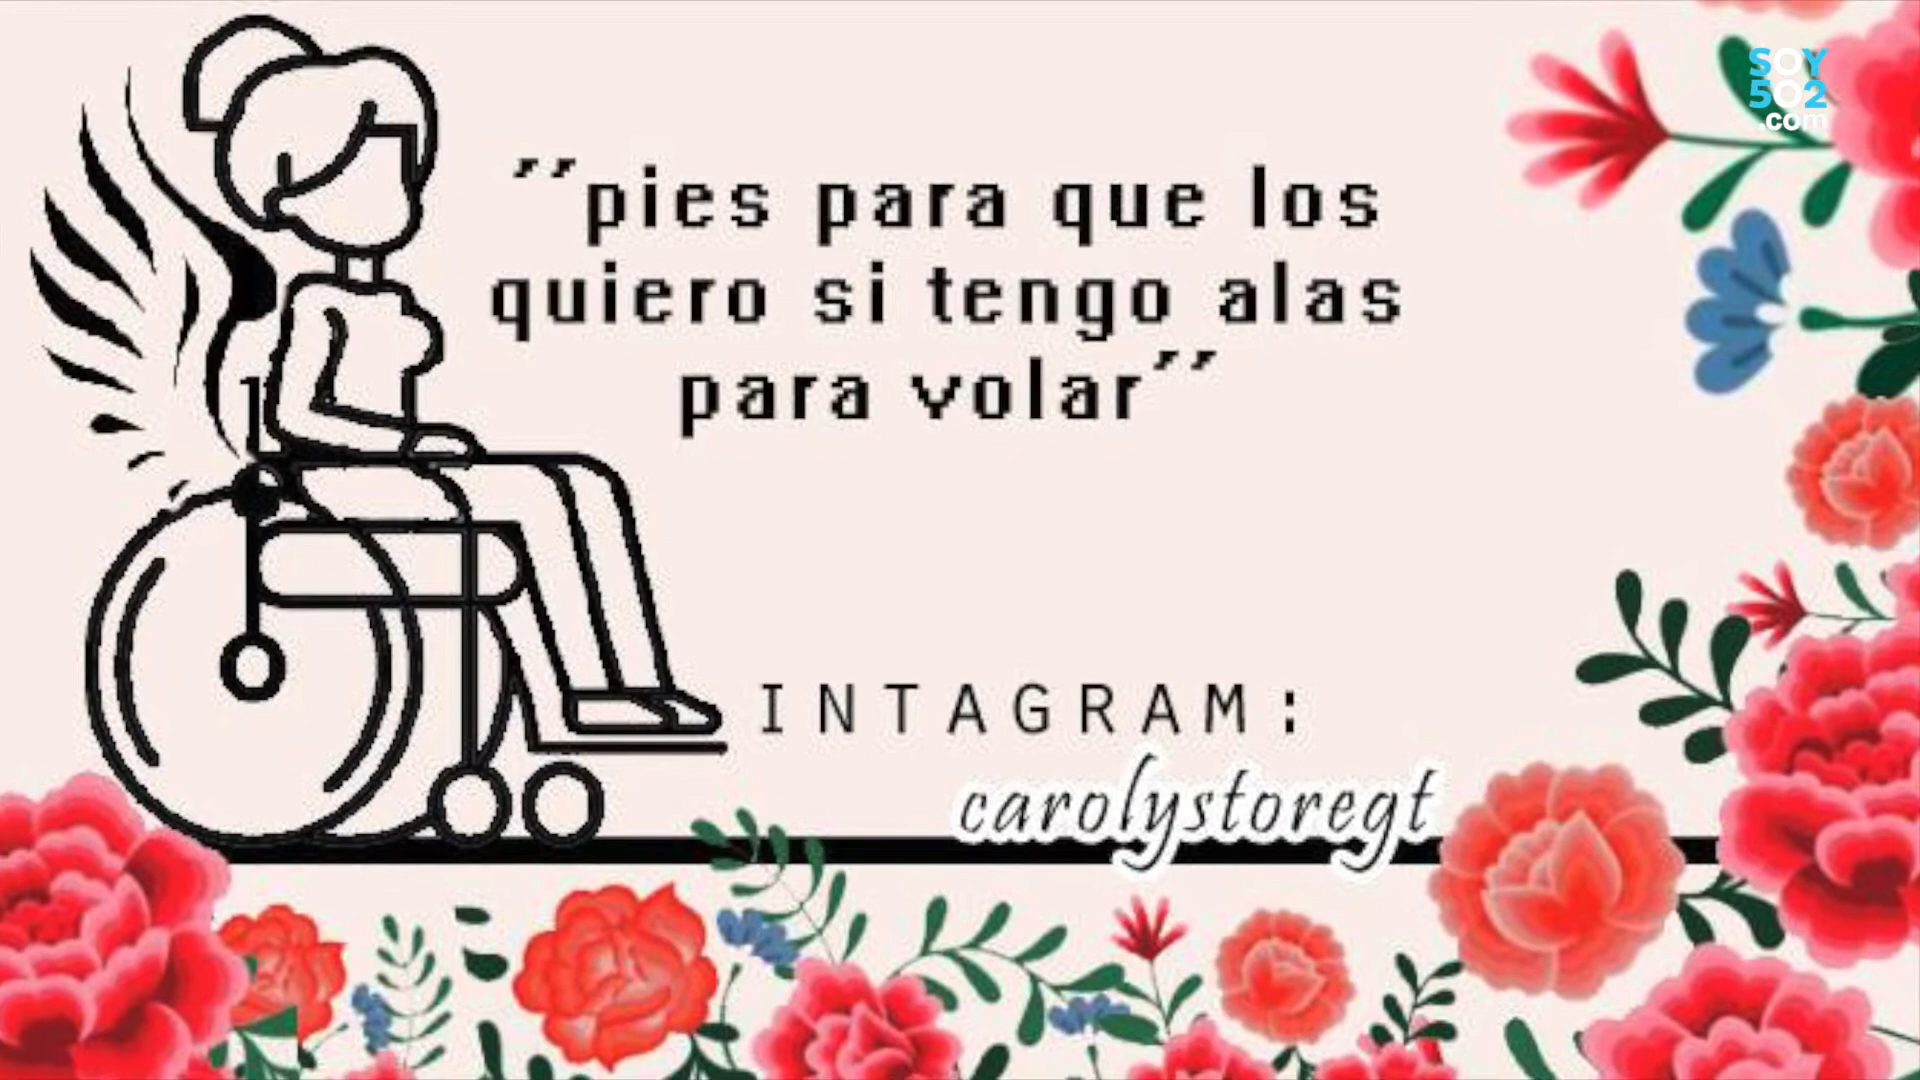 ´´pies para que los
quiero si tengo alas
para volar´´
INTAGRAM:
carolystoregt
SOY
502
.com